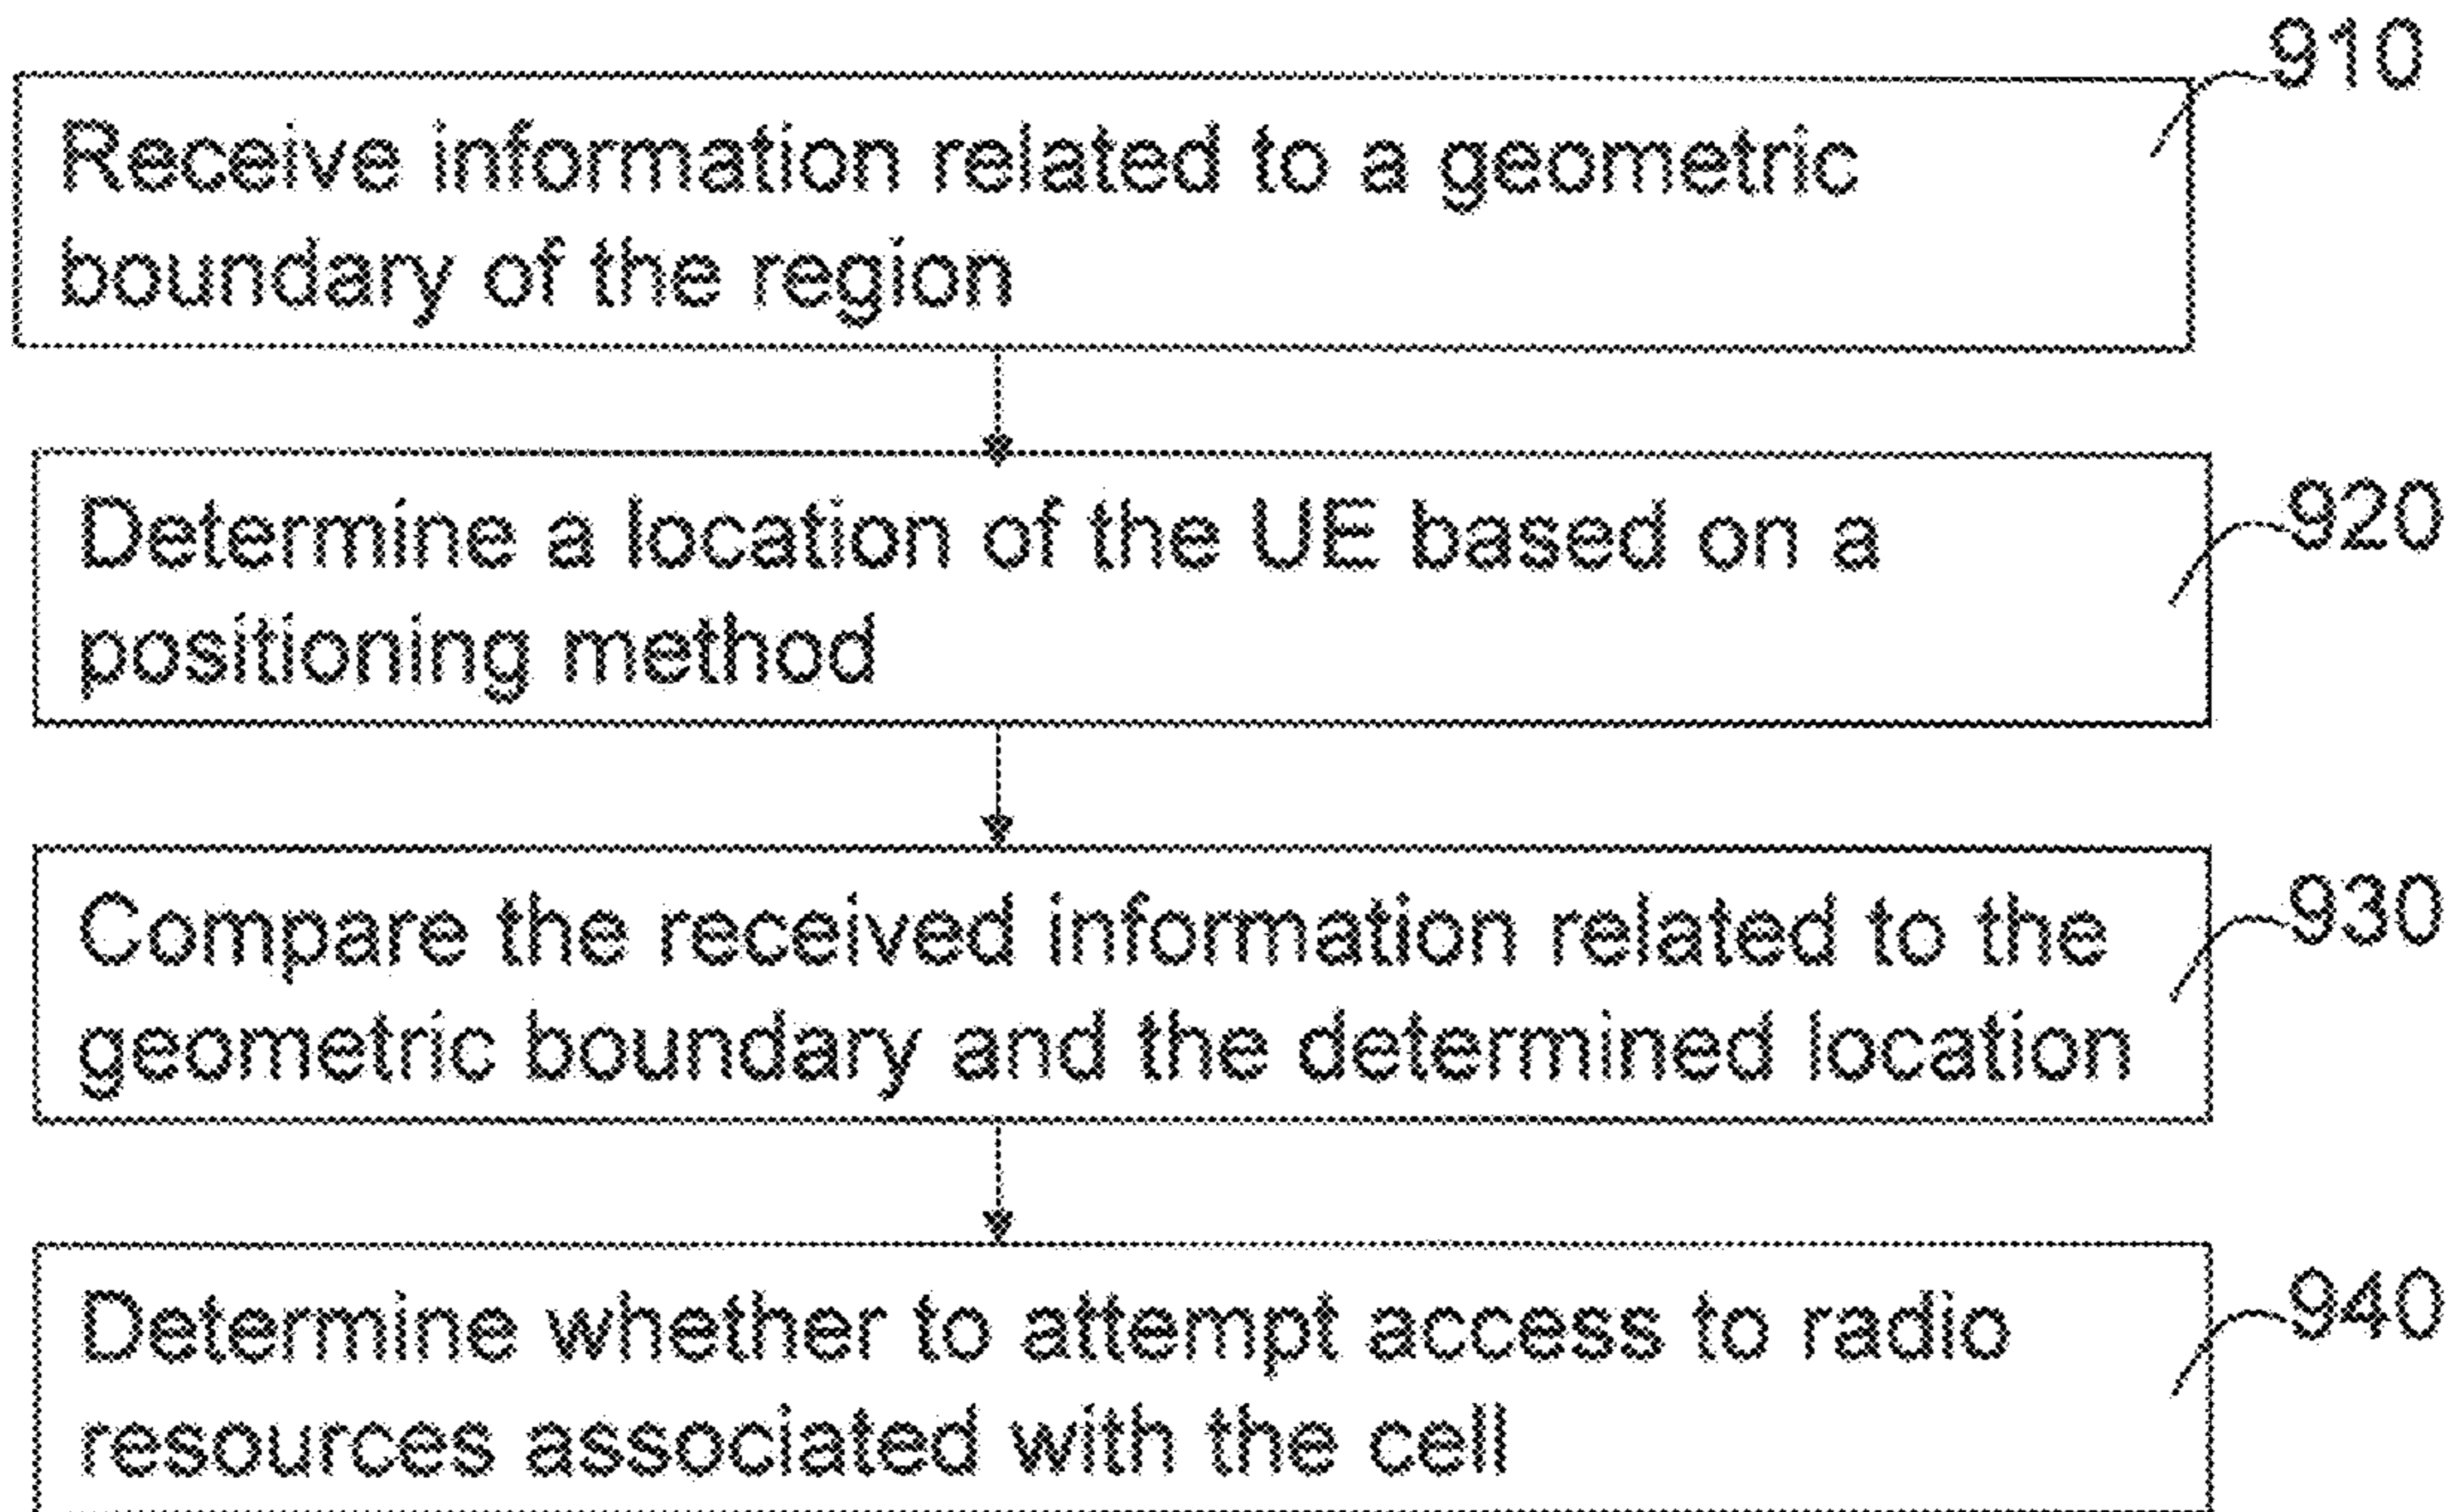 910
Receive information related to a geometric
boundary of the region
920
Determine a location of the UE based on a
positioning method
930
Compare the received information related to the
geometric boundary and the determined location
940
Determine whether to attempt access to radio
resources associated with the cell